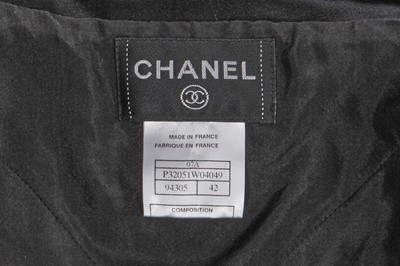 CHANEL
MADE IN FRANCE
FABRIQUE EN FRANCE
07A
P32051W04049
94305 42
COMPOSITION